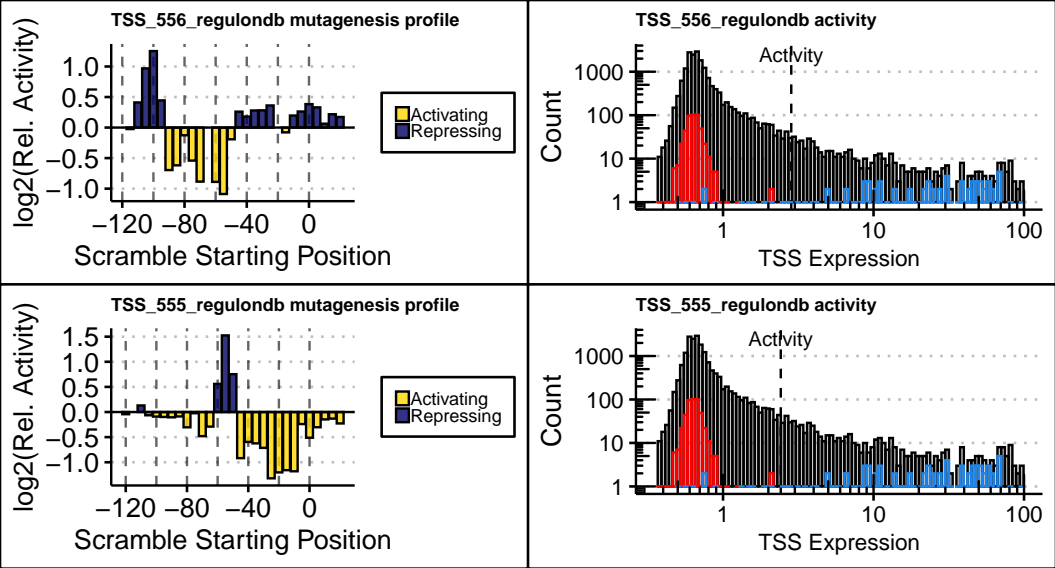 TSS_556_regulondb mutagenesis profile
log2(Rel. Activity)
1.0
0.5
0.0
−0.5
−1.0
−120
−80
−40
0
Scramble Starting Position
Activating
Repressing
TSS_556_regulondb activity
Activity
Count
1000
100
10
1
1
10
100
TSS Expression
TSS_555_regulondb mutagenesis profile
log2(Rel. Activity)
1.5
1.0
0.5
0.0
−0.5
−1.0
−120
−80
−40
0
Scramble Starting Position
Activating
Repressing
TSS_555_regulondb activity
Activity
Count
1000
100
10
1
1
10
100
TSS Expression